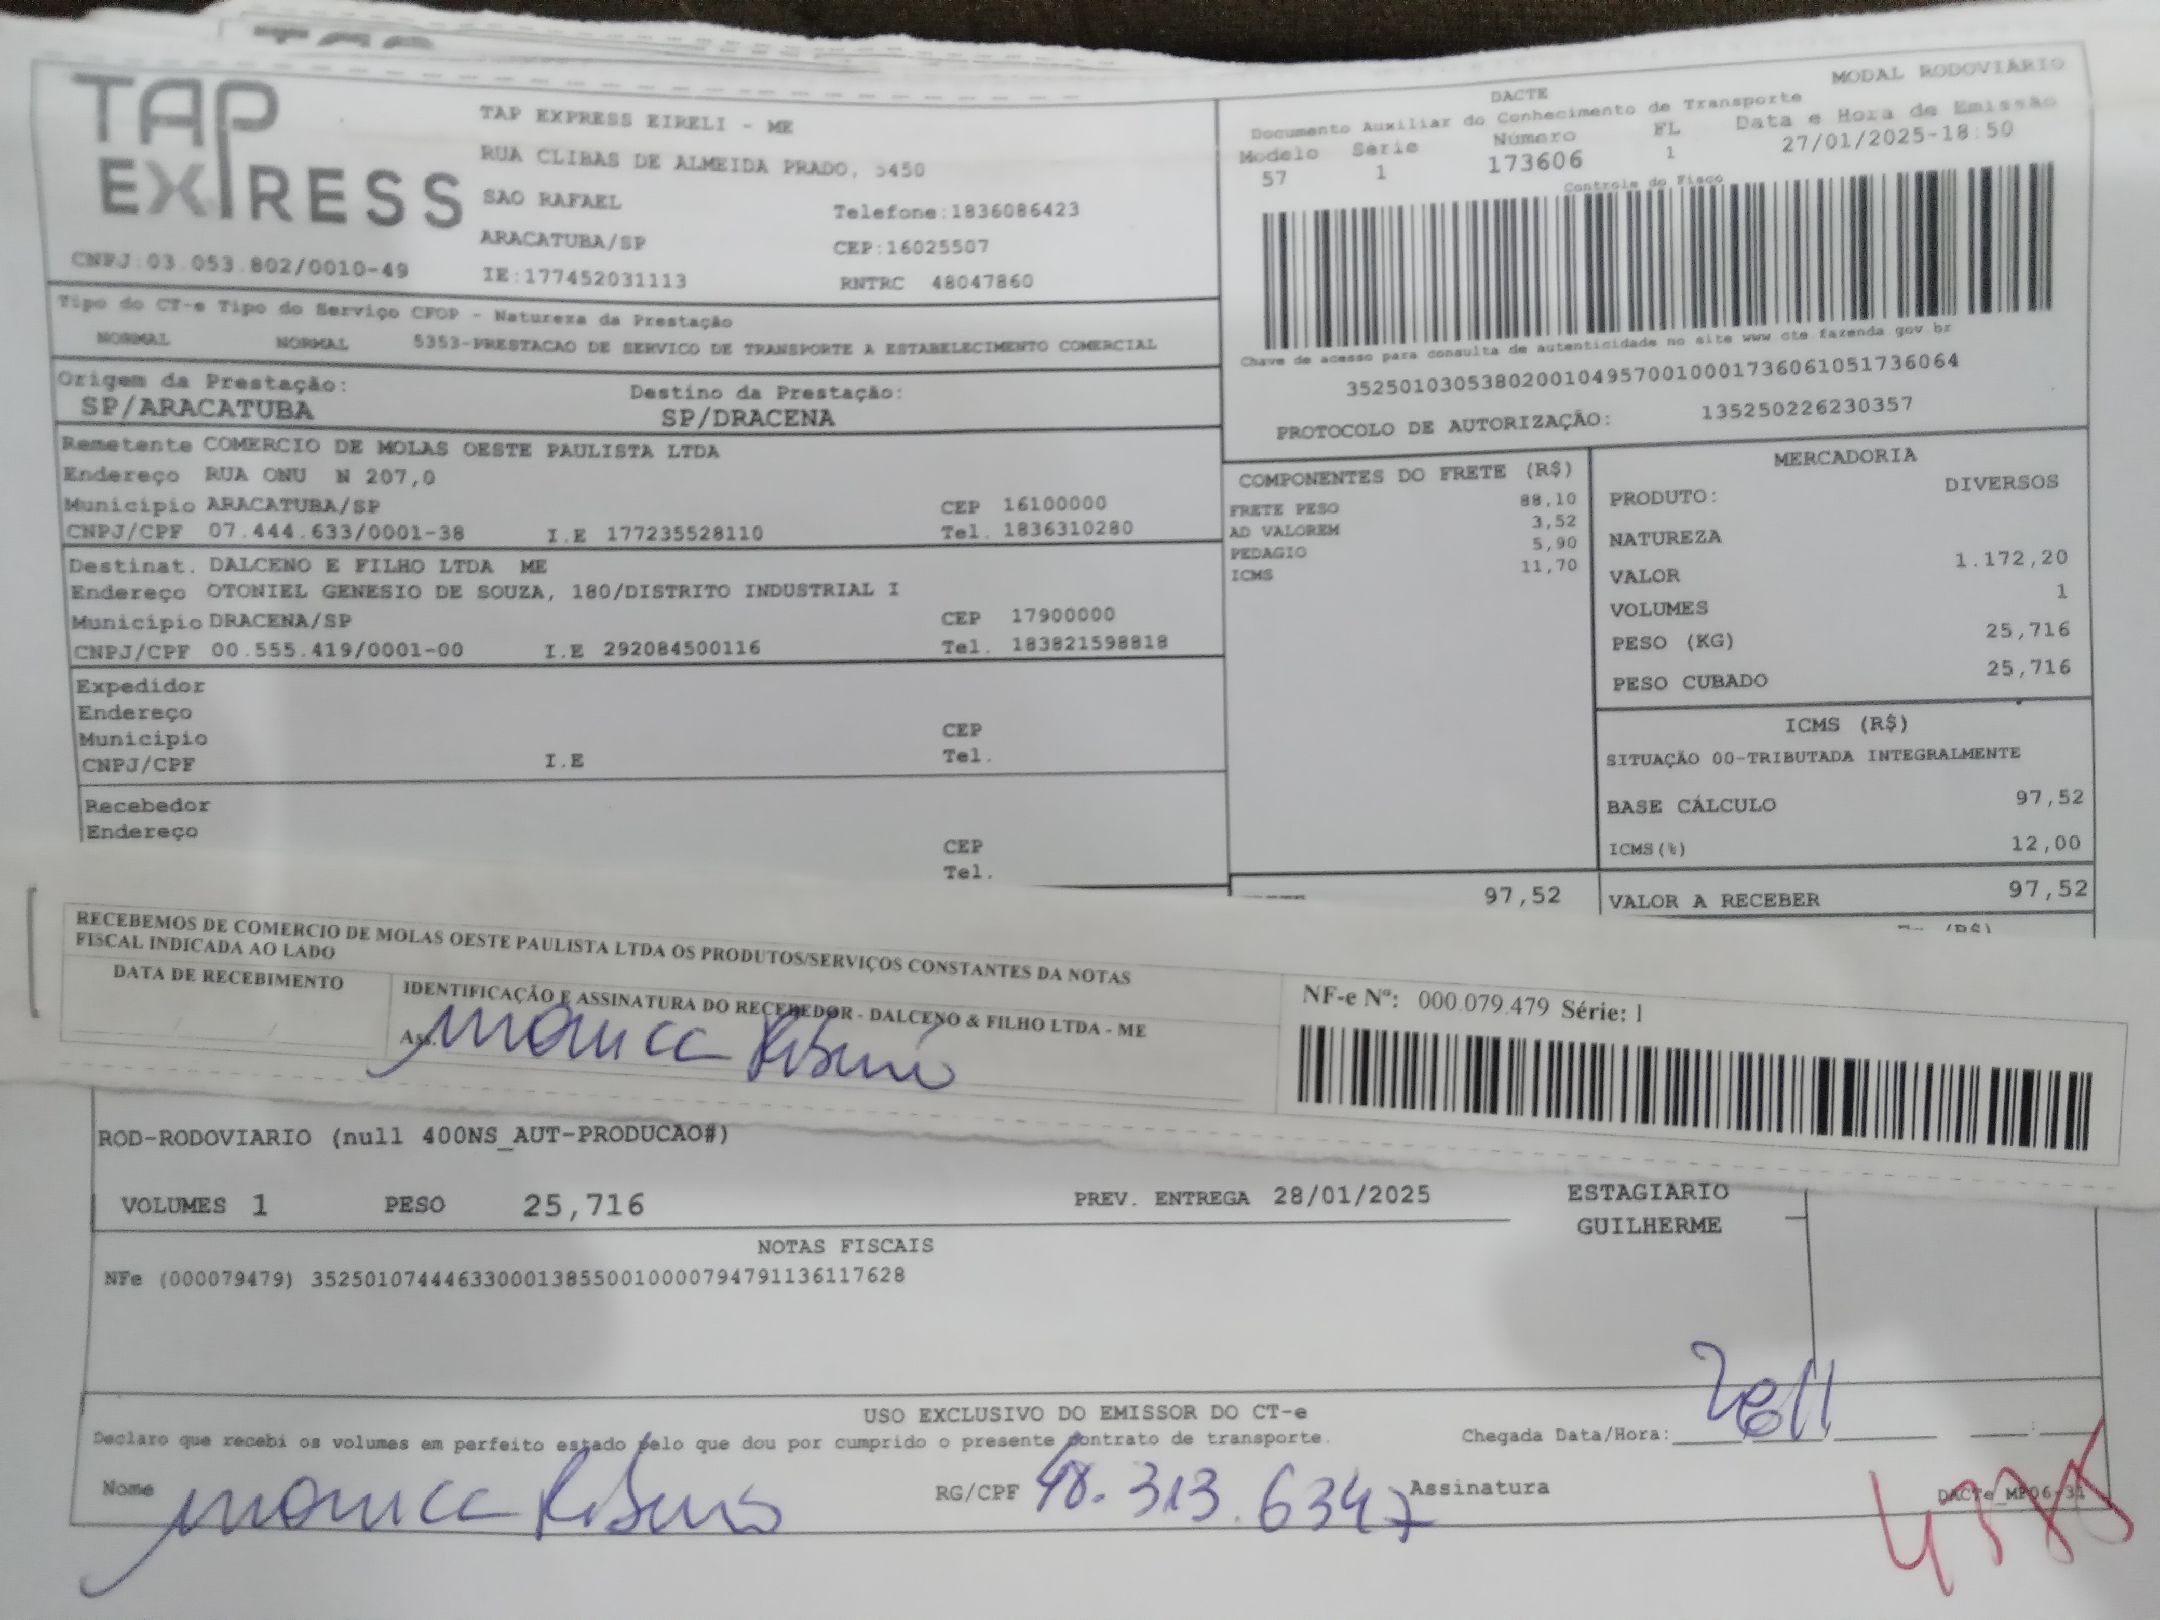 TAP
EXPRESS
CNPJ:03.053.802/0010-49
TAP EXPRESS EIRELI - ME
RUA CLIBAS DE ALMEIDA PRADO, 5450
SAO RAFAEL
Telefone:1836086423
ARACATUBA/SP
CEP:16025507
IE:177452031113
RNTRC 48047860
MODAL RODOVIÁRIO
DACTE
Documento Auxiliar do Conhecimento de Transporte
Modelo Série Número FL Data e Hora de Emissão
57 1 173606 1 27/01/2025-18:50
Controle do Fisco
Chave de acesso para consulta de autenticidade no site www.cte.fazenda.gov.br
35250103053802001049570010001736061051736064
PROTOCOLO DE AUTORIZAÇÃO: 135250226230357
Tipo do CT-e Tipo do Serviço CFOP - Natureza da Prestação
NORMAL NORMAL 5353-PRESTACAO DE SERVICO DE TRANSPORTE A ESTABELECIMENTO COMERCIAL
Origem da Prestação: Destino da Prestação:
SP/ARACATUBA SP/DRACENA
Remetente COMERCIO DE MOLAS OESTE PAULISTA LTDA
Endereço RUA ONU N 207,0
Município ARACATUBA/SP CEP 16100000
CNPJ/CPF 07.444.633/0001-38 I.E 177235528110 Tel. 1836310280
Destinat. DALCENO E FILHO LTDA ME
Endereço OTONIEL GENESIO DE SOUZA, 180/DISTRITO INDUSTRIAL I
Município DRACENA/SP CEP 17900000
CNPJ/CPF 00.555.419/0001-00 I.E 292084500116 Tel. 183821598818
Expedidor
Endereço
Município CEP
CNPJ/CPF I.E Tel.
Recebedor
Endereço
CEP
Tel.
COMPONENTES DO FRETE (R$)
FRETE PESO 88,10
AD VALOREM 3,52
PEDAGIO 5,90
ICMS 11,70
97,52
MERCADORIA
PRODUTO: DIVERSOS
NATUREZA
VALOR 1.172,20
VOLUMES 1
PESO (KG) 25,716
PESO CUBADO 25,716
ICMS (R$)
SITUAÇÃO 00-TRIBUTADA INTEGRALMENTE
BASE CÁLCULO 97,52
ICMS(%) 12,00
VALOR A RECEBER 97,52
(R$)
RECEBEMOS DE COMERCIO DE MOLAS OESTE PAULISTA LTDA OS PRODUTOS/SERVIÇOS CONSTANTES DA NOTAS
FISCAL INDICADA AO LADO
DATA DE RECEBIMENTO
IDENTIFICAÇÃO E ASSINATURA DO RECEBEDOR - DALCENO & FILHO LTDA - ME
Ass. Monica Ribeiro
NF-e Nº: 000.079.479 Série: 1
ROD-RODOVIARIO (null 400NS_AUT-PRODUCAO#)
VOLUMES 1 PESO 25,716 PREV. ENTREGA 28/01/2025
ESTAGIARIO
GUILHERME
NOTAS FISCAIS
NFe (000079479) 35250107444633000138550010000794791136117628
USO EXCLUSIVO DO EMISSOR DO CT-e
Declaro que recebi os volumes em perfeito estado pelo que dou por cumprido o presente contrato de transporte.
Chegada Data/Hora:
Nome Monica Ribeiro RG/CPF 48.313.6347 Assinatura
DACTe_MP06-31